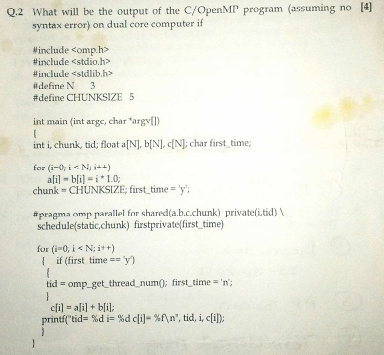 Q.2 What will be the output of the C/OpenMP program (assuming no [4]
syntax error) on dual core computer if
#include <omp.h>
#include <stdio.h>
#include <stdlib.h>
#define N 3
#define CHUNKSIZE 5
int main (int argc, char *argv[])
{
int i, chunk, tid; float a[N], b[N], c[N]; char first_time;
for (i=0; i < N; i++)
a[i] = b[i] = i * 1.0;
chunk = CHUNKSIZE; first_time = 'y';
#pragma omp parallel for shared(a.b.c.chunk) private(i.tid) \
schedule(static,chunk) firstprivate(first_time)
for (i=0; i < N; i++)
{ if (first time == 'y')
{
tid = omp_get_thread_num(); first_time = 'n';
}
c[i] = a[i] + b[i];
printf("tid= %d i= %d c[i]= %f\n", tid, i, c[i]);
}
}